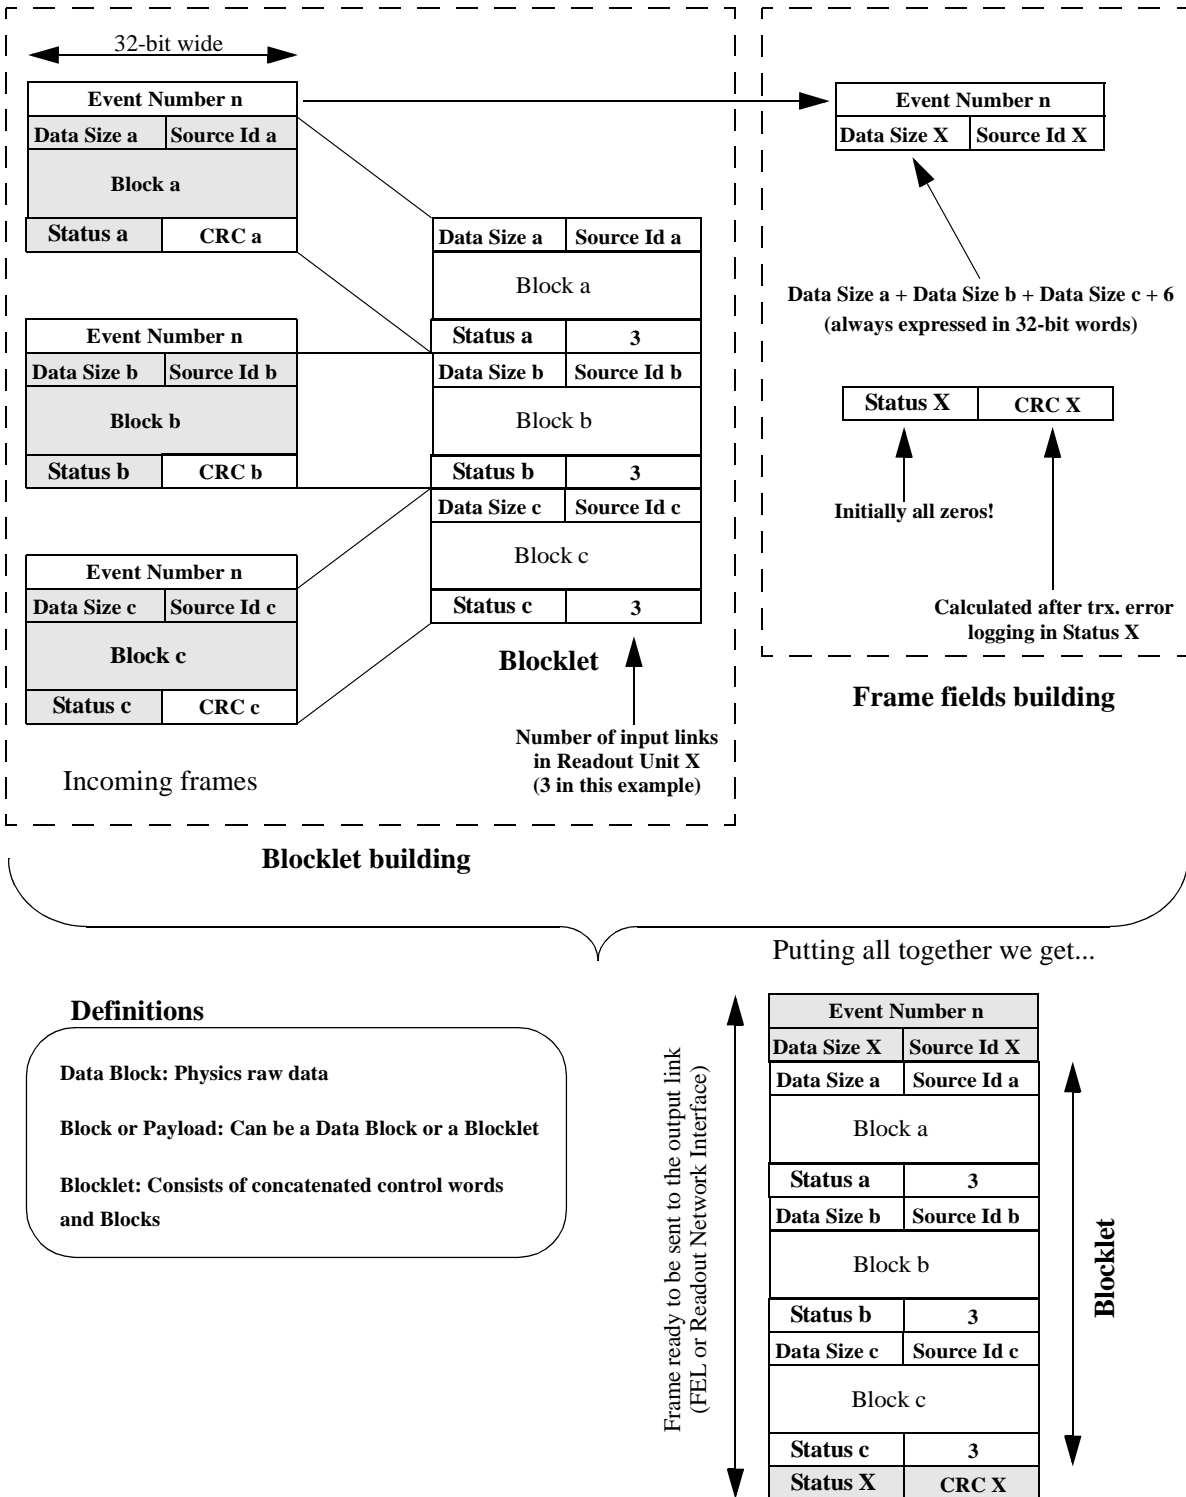 32-bit wide
Event Number n
Data Size a Source Id a
Block a
Status a CRC a
Event Number n
Data Size b Source Id b
Block b
Status b CRC b
Event Number n
Data Size c Source Id c
Block c
Status c CRC c
Incoming frames
Data Size a Source Id a
Block a
Status a 3
Data Size b Source Id b
Block b
Status b 3
Data Size c Source Id c
Block c
Status c 3
Blocklet
Number of input links
in Readout Unit X
(3 in this example)
Blocklet building
Event Number n
Data Size X Source Id X
Data Size a + Data Size b + Data Size c + 6
(always expressed in 32-bit words)
Status X CRC X
Initially all zeros!
Calculated after trx. error
logging in Status X
Frame fields building
Putting all together we get...
Definitions
Data Block: Physics raw data
Block or Payload: Can be a Data Block or a Blocklet
Blocklet: Consists of concatenated control words
and Blocks
Frame ready to be sent to the output link
(FEL or Readout Network Interface)
Event Number n
Data Size X Source Id X
Data Size a Source Id a
Block a
Status a 3
Data Size b Source Id b
Block b
Status b 3
Data Size c Source Id c
Block c
Status c 3
Status X CRC X
Blocklet